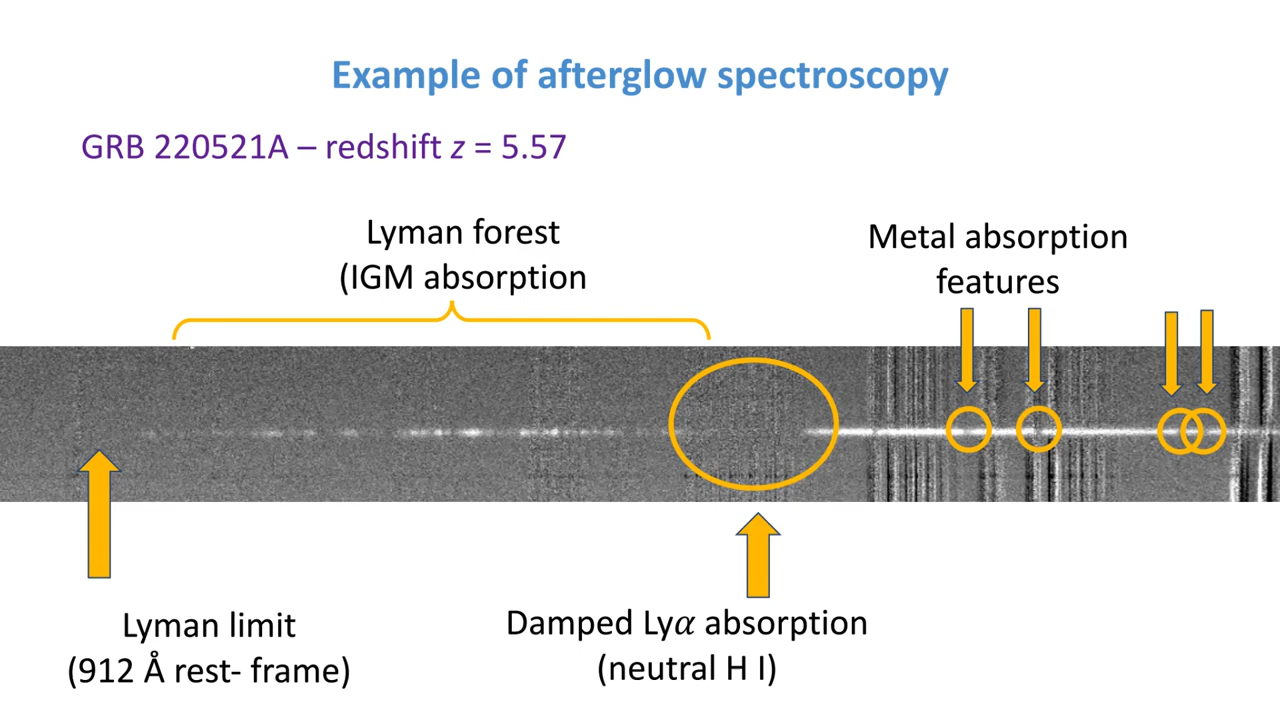 Example of afterglow spectroscopy
GRB 220521A – redshift z = 5.57
Lyman forest
(IGM absorption
Metal absorption
features
Lyman limit
(912 Å rest- frame)
Damped Ly𝛼 absorption
(neutral H I)